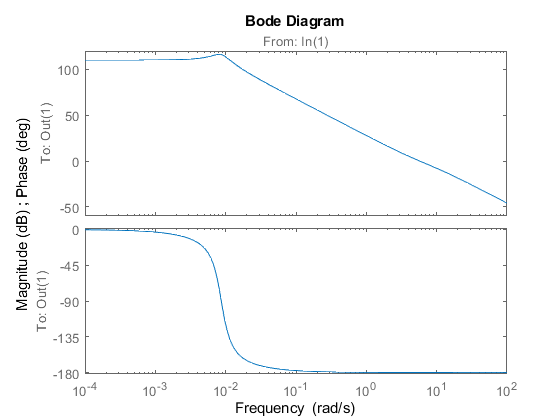 Bode Diagram
From: In(1)
Magnitude (dB) ; Phase (deg)
To: Out(1)
100
50
0
-50
To: Out(1)
0
-45
-90
-135
-180
10^-4 10^-3 10^-2 10^-1 10^0 10^1 10^2
Frequency (rad/s)